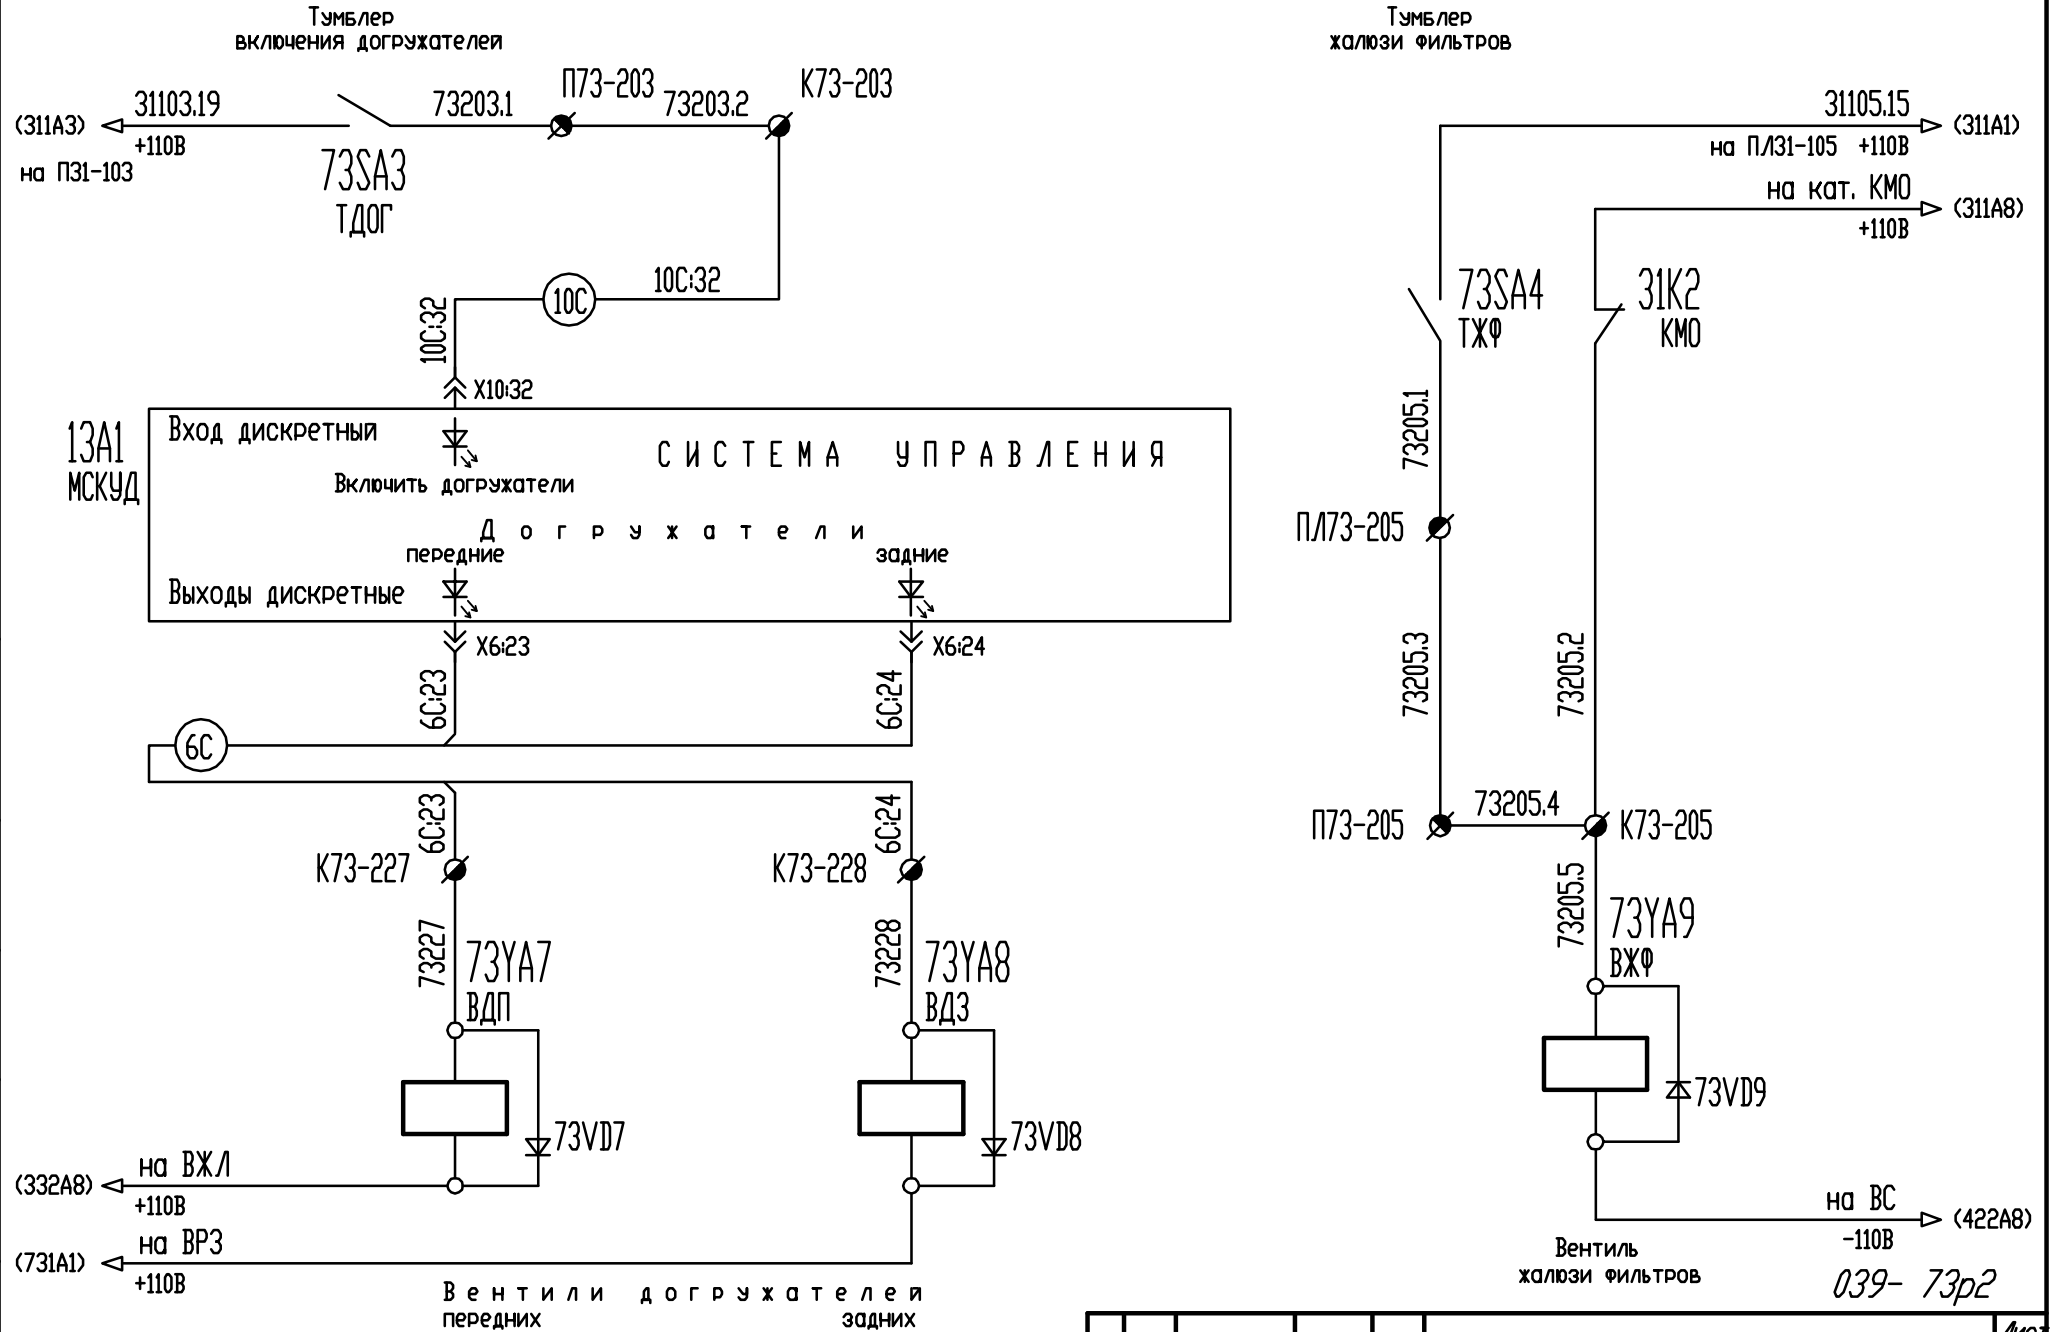 Тумблер
включения догружателей
Тумблер
жалюзи фильтров
(311А3)
31103.19
+110В
на П31-103
73203.1
П73-203
73203.2
К73-203
73SA3
ТДОГ
31105.15
(311А1)
на ПЛ31-105 +110В
на кат. КМО
(311А8)
+110В
10С
10С:32
10С:32
Х10:32
73SA4
ТЖФ
31К2
КМО
13А1
МСКУД
Вход дискретный
СИСТЕМА УПРАВЛЕНИЯ
Включить догружатели
Догружатели
передние
задние
Выходы дискретные
73205.1
ПЛ73-205
Х6:23
Х6:24
6С:23
6С:24
73205.3
73205.2
6С
6С:23
6С:24
К73-227
К73-228
П73-205
73205.4
К73-205
73227
73YA7
ВДП
73228
73YA8
ВДЗ
73205.5
73YA9
ВЖФ
73VD7
73VD8
73VD9
на ВЖЛ
(332А8)
+110В
на ВРЗ
(731А1)
+110В
на ВС
(422А8)
-110В
Вентили догружателей
передних
задних
Вентиль
жалюзи фильтров
039- 73р2